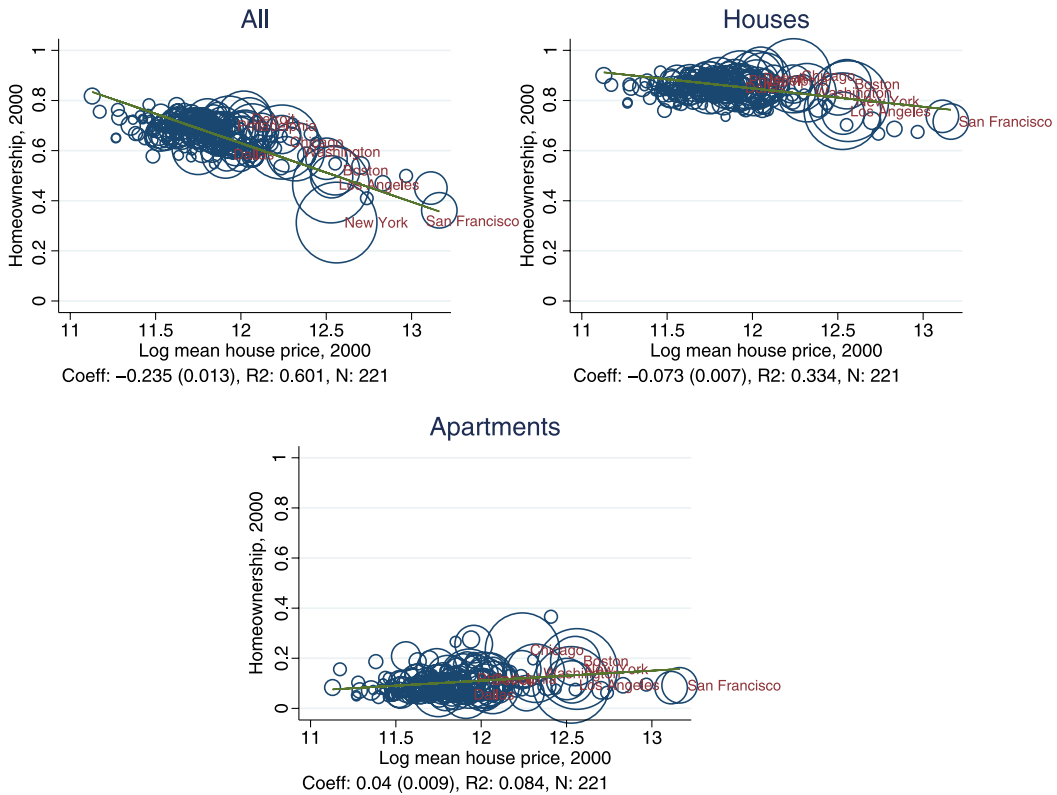 All
Homeownership, 2000
1
0.8
0.6
0.4
0.2
0
Detroit
Philadelphia
Chicago
Dallas
Washington
Boston
Los Angeles
New York
San Francisco
11
11.5
12
12.5
13
Log mean house price, 2000
Coeff: −0.235 (0.013), R2: 0.601, N: 221
Houses
Homeownership, 2000
1
0.8
0.6
0.4
0.2
0
Chicago
Boston
Washington
New York
Los Angeles
San Francisco
11
11.5
12
12.5
13
Log mean house price, 2000
Coeff: −0.073 (0.007), R2: 0.334, N: 221
Apartments
Homeownership, 2000
1
0.8
0.6
0.4
0.2
0
Chicago
Boston
New York
Washington
Los Angeles
San Francisco
Dallas
11
11.5
12
12.5
13
Log mean house price, 2000
Coeff: 0.04 (0.009), R2: 0.084, N: 221